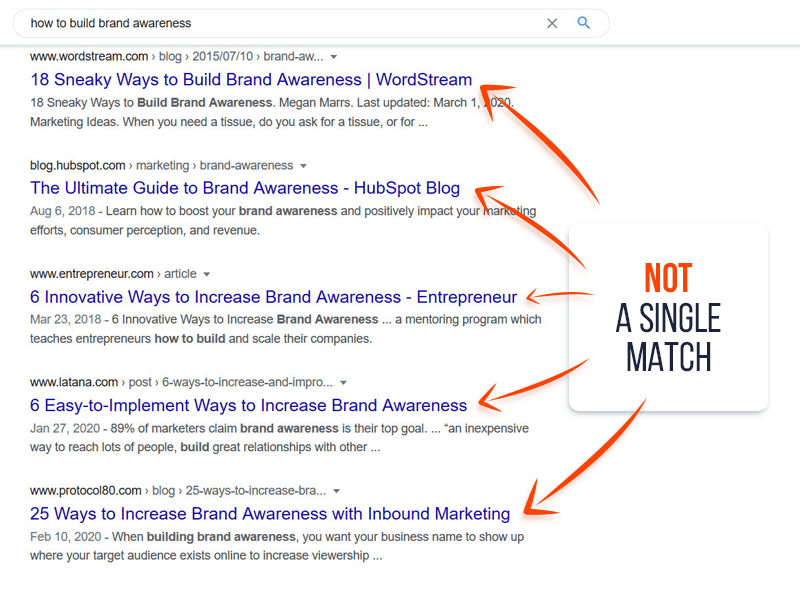 how to build brand awareness
www.wordstream.com › blog › 2015/07/10 › brand-aw...
18 Sneaky Ways to Build Brand Awareness | WordStream
18 Sneaky Ways to Build Brand Awareness. Megan Marrs. Last updated: March 1, 2020.
Marketing Ideas. When you need a tissue, do you ask for a tissue, or for ...
blog.hubspot.com › marketing › brand-awareness
The Ultimate Guide to Brand Awareness - HubSpot Blog
Aug 6, 2018 - Learn how to boost your brand awareness and positively impact your marketing
efforts, consumer perception, and revenue.
www.entrepreneur.com › article
6 Innovative Ways to Increase Brand Awareness - Entrepreneur
Mar 23, 2018 - 6 Innovative Ways to Increase Brand Awareness ... a mentoring program which
teaches entrepreneurs how to build and scale their companies.
www.latana.com › post › 6-ways-to-increase-and-impro...
6 Easy-to-Implement Ways to Increase Brand Awareness
Jan 27, 2020 - 89% of marketers claim brand awareness is their top goal. ... “an inexpensive
way to reach lots of people, build great relationships with other ...
www.protocol80.com › blog › 25-ways-to-increase-bra...
25 Ways to Increase Brand Awareness with Inbound Marketing
Feb 10, 2020 - When building brand awareness, you want your business name to show up
where your target audience exists online to increase viewership ...
NOT
A SINGLE
MATCH